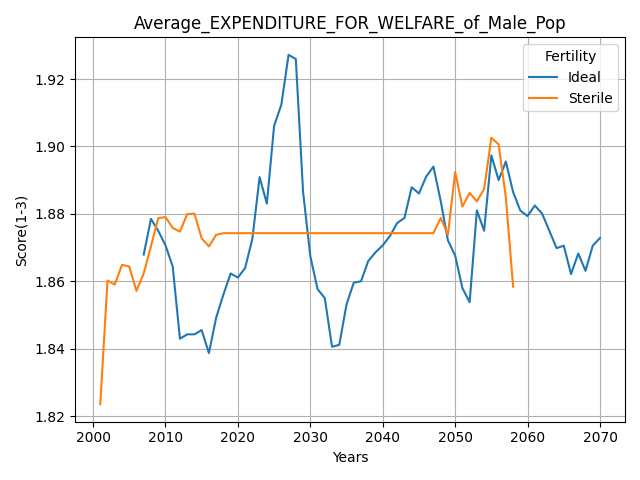 Average_EXPENDITURE_FOR_WELFARE_of_Male_Pop
Fertility
Ideal
Sterile
Score(1-3)
1.92
1.90
1.88
1.86
1.84
1.82
2000 2010 2020 2030 2040 2050 2060 2070
Years